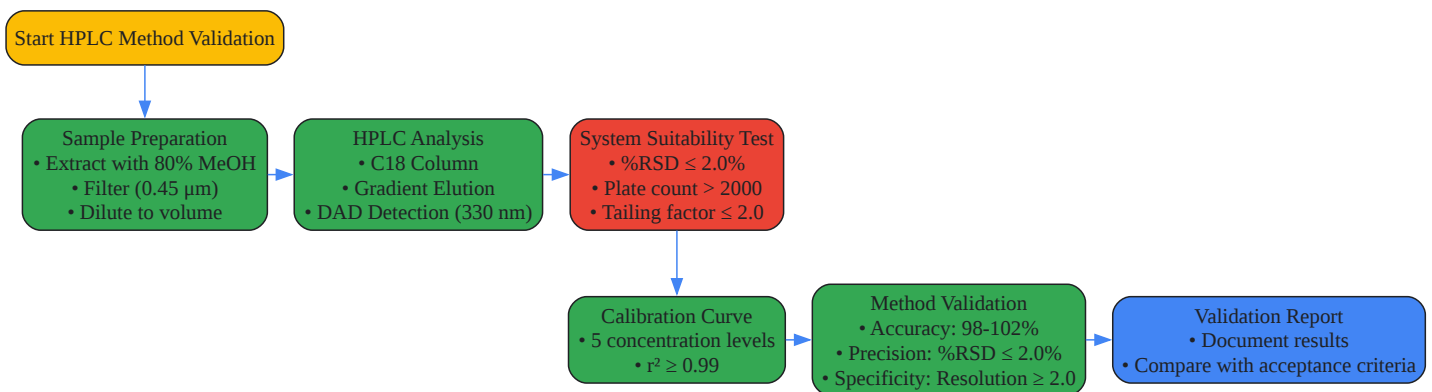 Start HPLC Method Validation
Sample Preparation
• Extract with 80% MeOH
• Filter (0.45 μm)
• Dilute to volume
HPLC Analysis
• C18 Column
• Gradient Elution
• DAD Detection (330 nm)
System Suitability Test
• %RSD ≤ 2.0%
• Plate count > 2000
• Tailing factor ≤ 2.0
Calibration Curve
• 5 concentration levels
• r² ≥ 0.99
Method Validation
• Accuracy: 98-102%
• Precision: %RSD ≤ 2.0%
• Specificity: Resolution ≥ 2.0
Validation Report
• Document results
• Compare with acceptance criteria